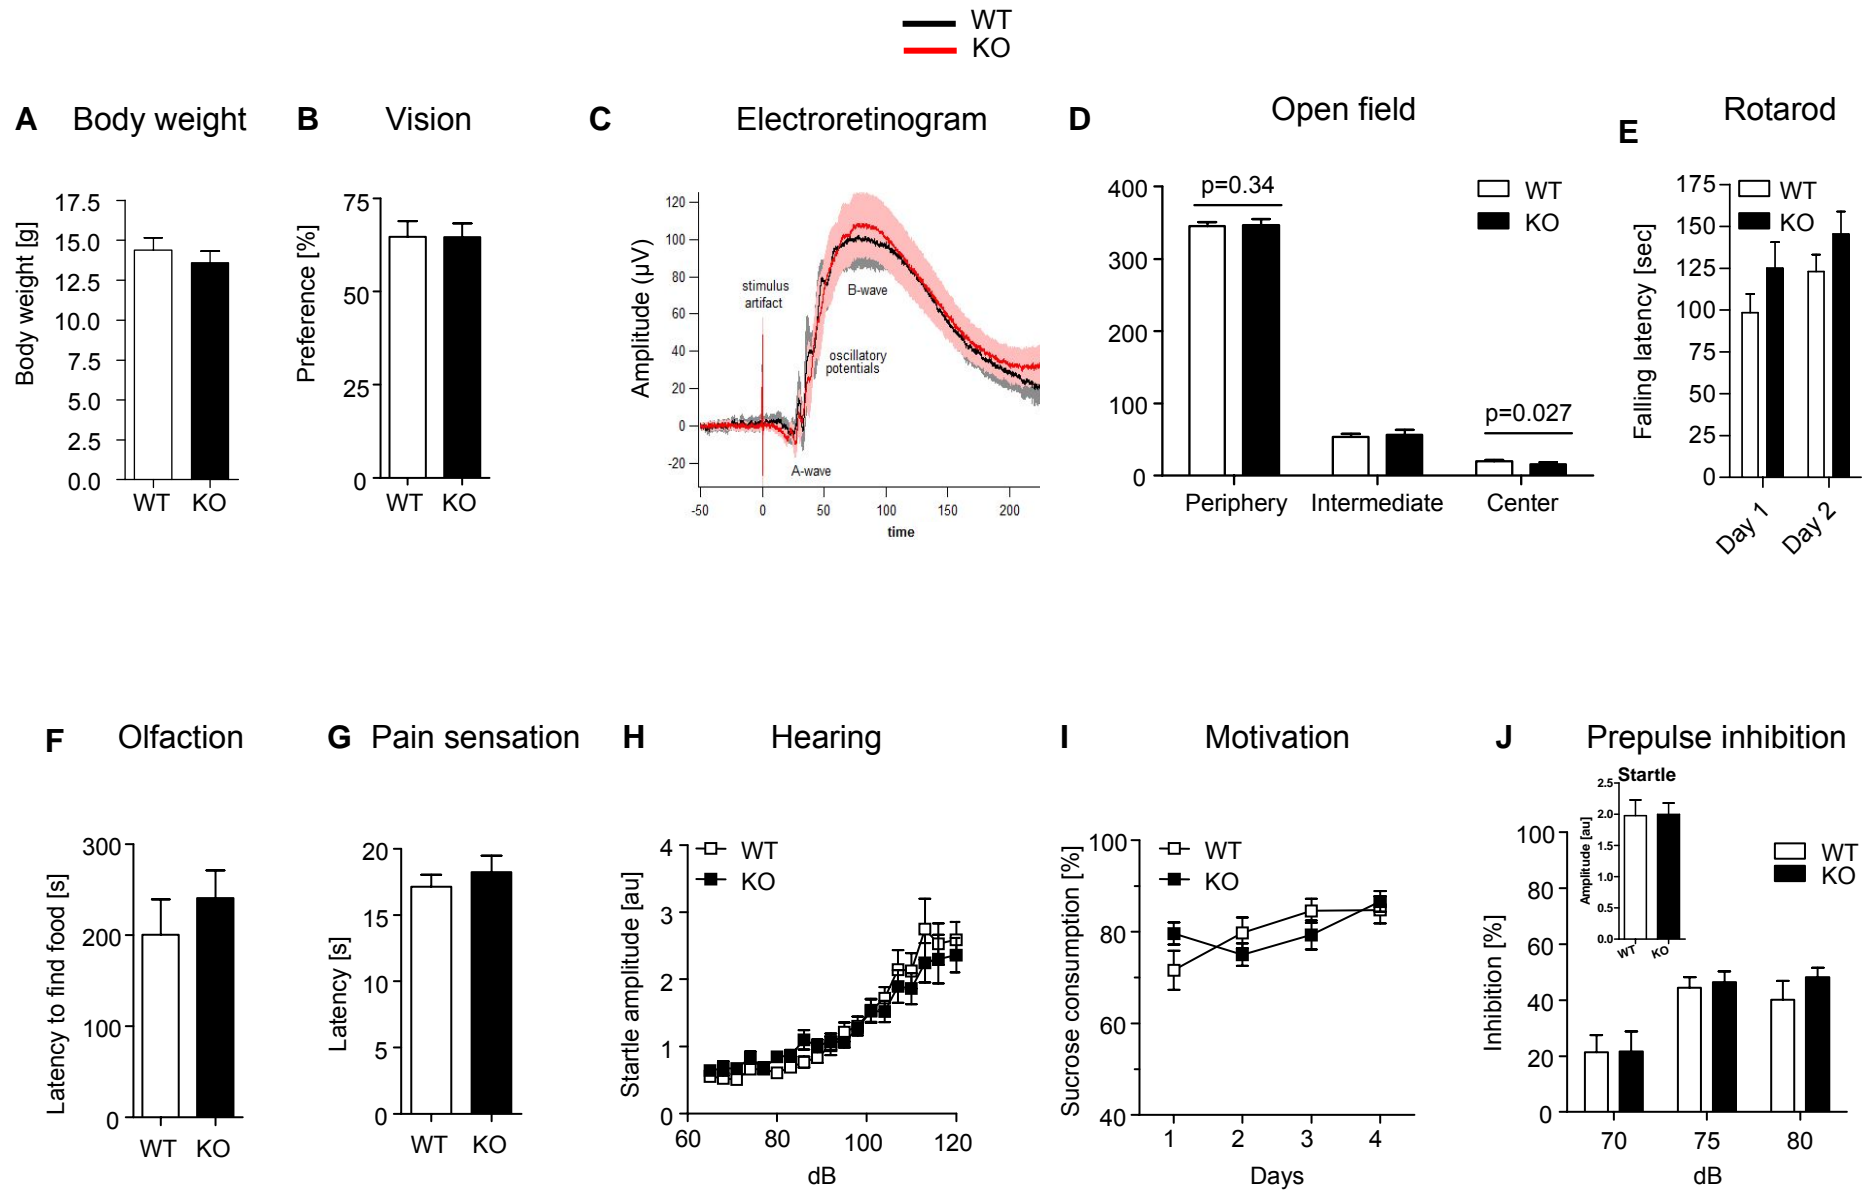 WT
KO
A Body weight
Body weight [g]
17.5
15.0
12.5
10.0
7.5
5.0
2.5
0.0
WT KO
B Vision
Preference [%]
75
50
25
0
WT KO
C Electroretinogram
Amplitude (µV)
120
100
80
60
40
20
0
-20
stimulus
artifact
B-wave
oscillatory
potentials
A-wave
-50 0 50 100 150 200
time
D Open field
400
300
200
100
0
p=0.34
p=0.027
WT
KO
Periphery Intermediate Center
E Rotarod
Falling latency [sec]
175
150
125
100
75
50
25
0
WT
KO
Day 1 Day 2
F Olfaction
Latency to find food [s]
300
200
100
0
WT KO
G Pain sensation
Latency [s]
20
15
10
5
0
WT KO
H Hearing
Startle amplitude [au]
4
3
2
1
0
WT
KO
60 80 100 120
dB
I Motivation
Sucrose consumption [%]
100
80
60
40
WT
KO
1 2 3 4
Days
J Prepulse inhibition
Startle
Amplitude [au]
2.5
2.0
1.5
1.0
0.5
0.0
WT KO
Inhibition [%]
100
80
60
40
20
0
WT
KO
70 75 80
dB